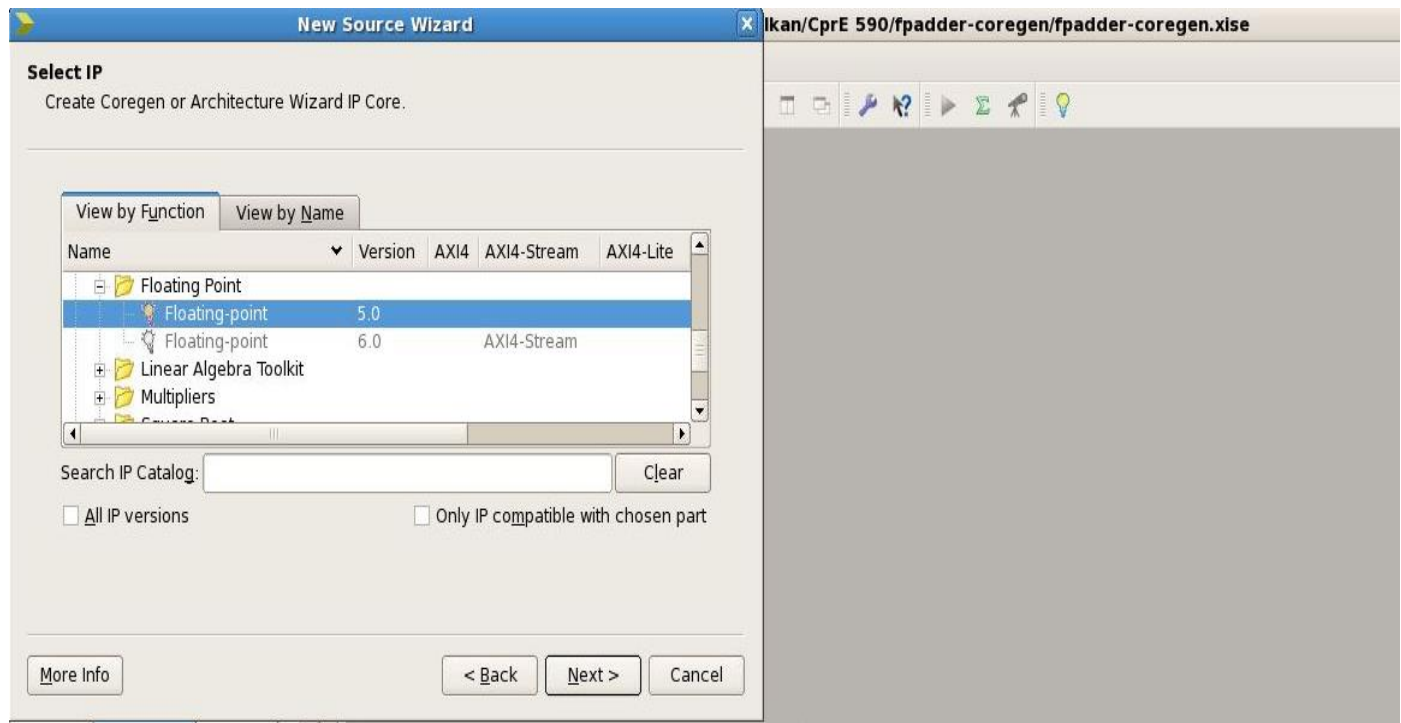 New Source Wizard
lkan/CprE 590/fpadder-coregen/fpadder-coregen.xise
Select IP
Create Coregen or Architecture Wizard IP Core.
View by Function View by Name
Name Version AXI4 AXI4-Stream AXI4-Lite
Floating Point
Floating-point 5.0
Floating-point 6.0 AXI4-Stream
Linear Algebra Toolkit
Multipliers
Search IP Catalog: Clear
All IP versions Only IP compatible with chosen part
More Info < Back Next > Cancel